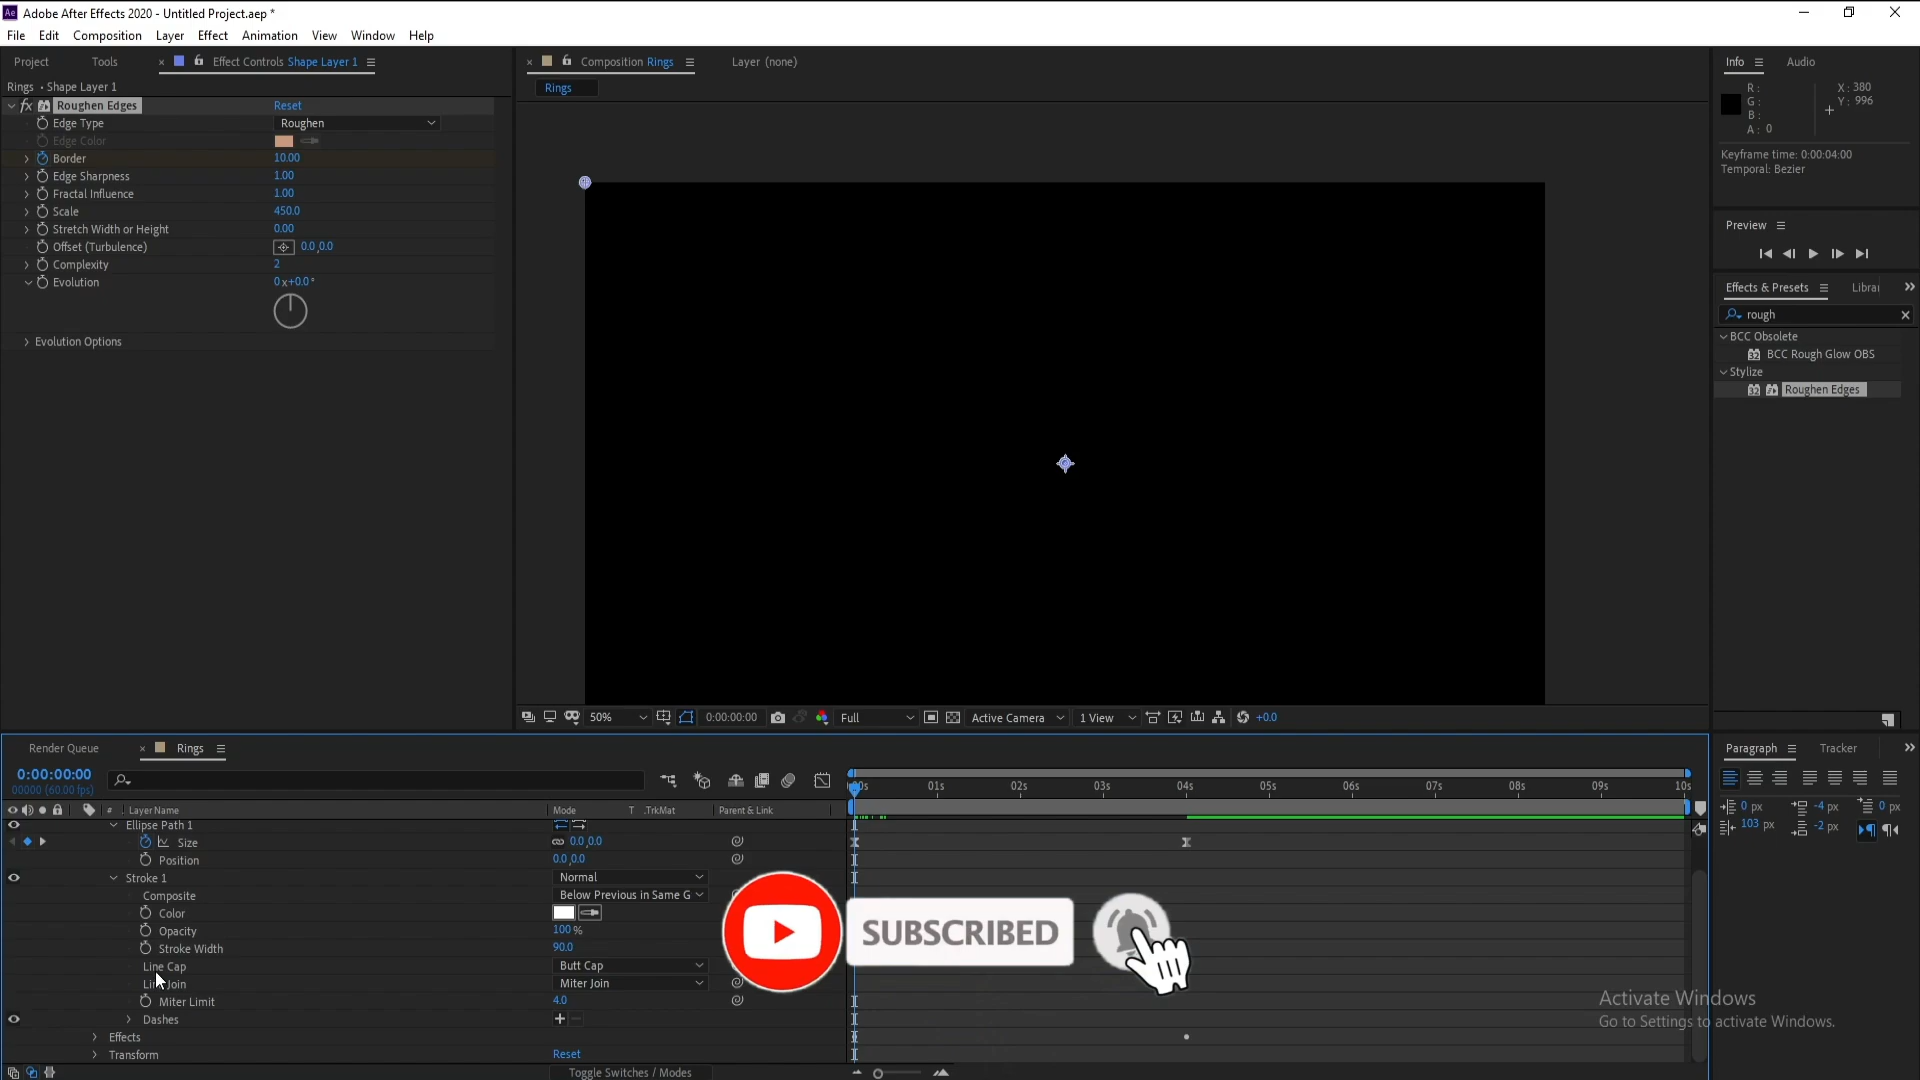 Adobe After Effects 2020 - Untitled Project.aep *
File Edit Composition Layer Effect Animation View Window Help
Project Tools × Effect Controls Shape Layer 1
Rings • Shape Layer 1
fx Roughen Edges Reset
Edge Type Roughen
Edge Color
Border 10.00
Edge Sharpness 1.00
Fractal Influence 1.00
Scale 450.0
Stretch Width or Height 0.00
Offset (Turbulence) 0.0,0.0
Complexity 2
Evolution 0x+0.0°
Evolution Options
Composition Rings Layer (none)
Rings
50% 0:00:00:00 Full Active Camera 1 View +0.0
Info Audio
R: X: 380
G: Y: 996
B:
A: 0
Keyframe time: 0:00:04:00
Temporal: Bezier
Preview
Effects & Presets Librar
rough
BCC Obsolete
32 BCC Rough Glow OBS
Stylize
32 Roughen Edges
Paragraph Tracker
0 px -4 px 0 px
103 px -2 px
Render Queue × Rings
0:00:00:00
00000 (60.00 fps)
# Layer Name Mode T .TrkMat Parent & Link
00s 01s 02s 03s 04s 05s 06s 07s 08s 09s 10s
Ellipse Path 1
Size 0.0,0.0
Position 0.0,0.0
Stroke 1 Normal
Composite Below Previous in Same G
Color
Opacity 100%
Stroke Width 90.0
Line Cap Butt Cap
Line Join Miter Join
Miter Limit 4.0
Dashes + -
Effects
Transform Reset
Toggle Switches / Modes
SUBSCRIBED
Activate Windows
Go to Settings to activate Windows.